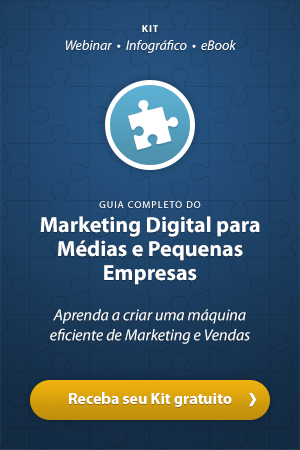 KIT
Webinar • Infográfico • eBook
GUIA COMPLETO DO
Marketing Digital para
Médias e Pequenas
Empresas
Aprenda a criar uma máquina
eficiente de Marketing e Vendas
Receba seu Kit gratuito ❯